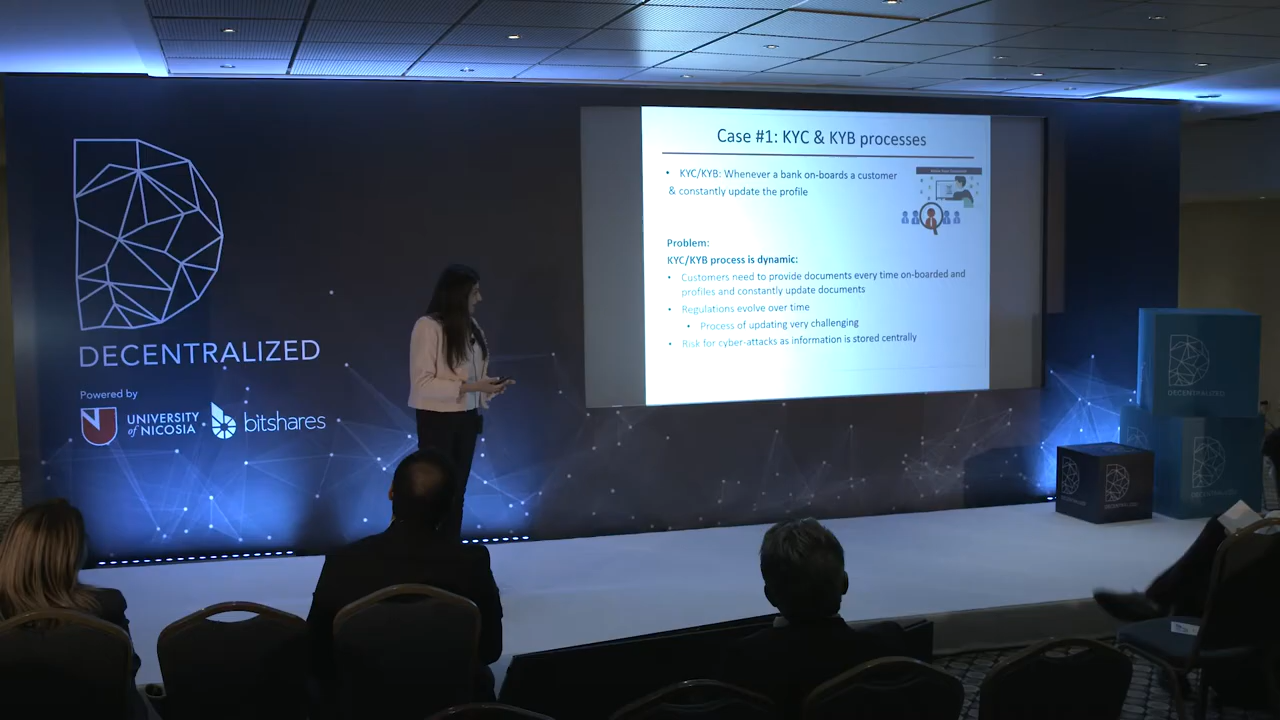 DECENTRALIZED
Powered by
UNIVERSITY
of NICOSIA
bitshares
Case #1: KYC & KYB processes
• KYC/KYB: Whenever a bank on-boards a customer
& constantly update the profile
Problem:
KYC/KYB process is dynamic:
• Customers need to provide documents every time on-boarded and
profiles and constantly update documents
• Regulations evolve over time
• Process of updating very challenging
• Risk for cyber-attacks as information is stored centrally
DECENTRALIZED